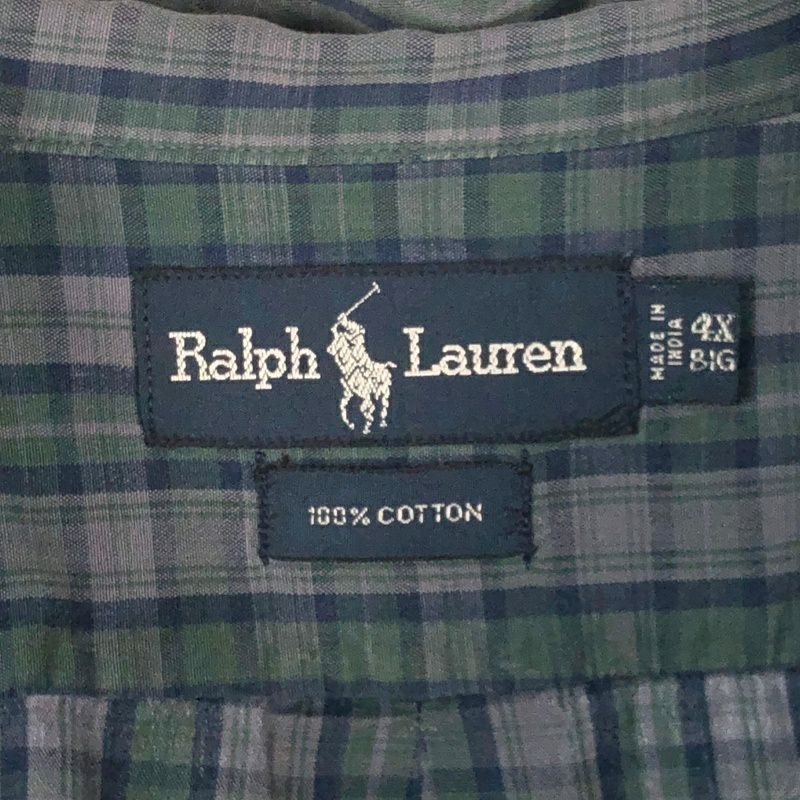 Ralph Lauren
MADE IN
INDIA
4X
BIG
100% COTTON